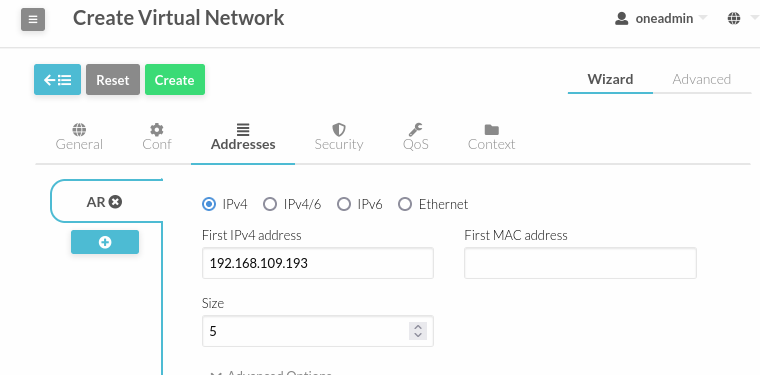 Create Virtual Network
oneadmin
Reset
Create
Wizard
Advanced
General
Conf
Addresses
Security
QoS
Context
AR
IPv4
IPv4/6
IPv6
Ethernet
First IPv4 address
First MAC address
192.168.109.193
Size
5
Advanced Options